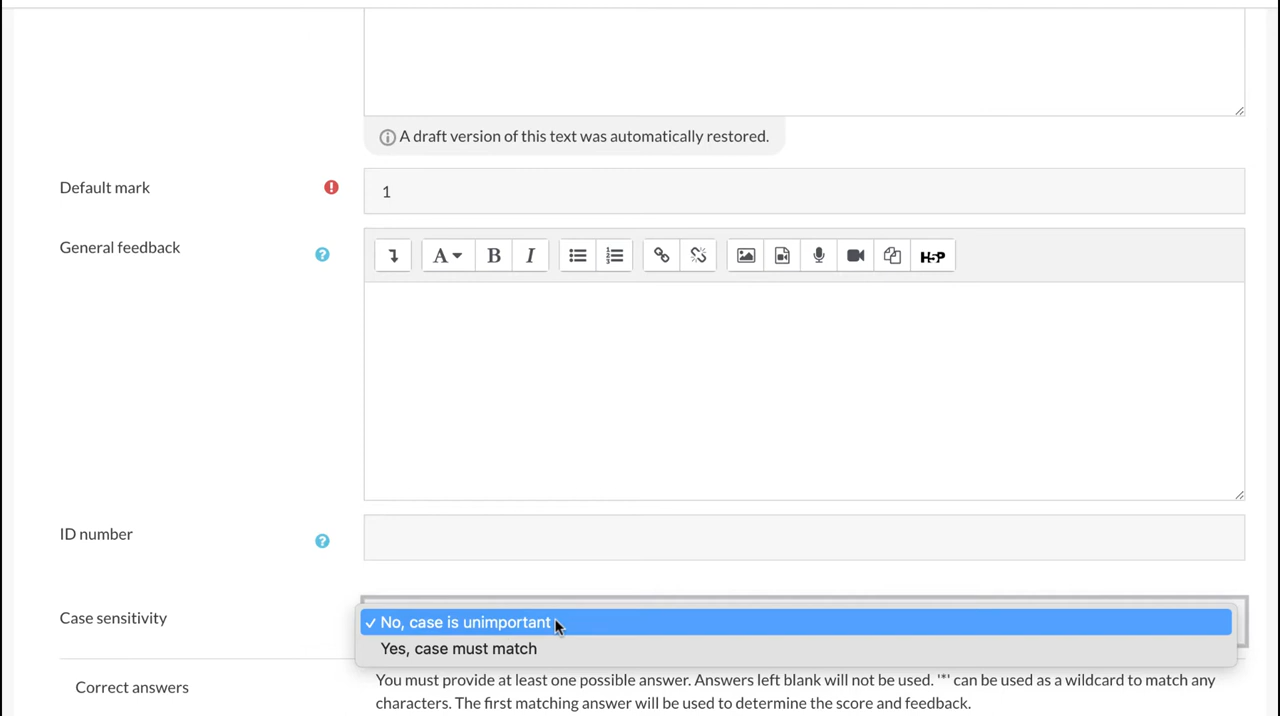 A draft version of this text was automatically restored.
Default mark
1
General feedback
A B I H-P
ID number
Case sensitivity
✓ No, case is unimportant
Yes, case must match
Correct answers
You must provide at least one possible answer. Answers left blank will not be used. '*' can be used as a wildcard to match any
characters. The first matching answer will be used to determine the score and feedback.